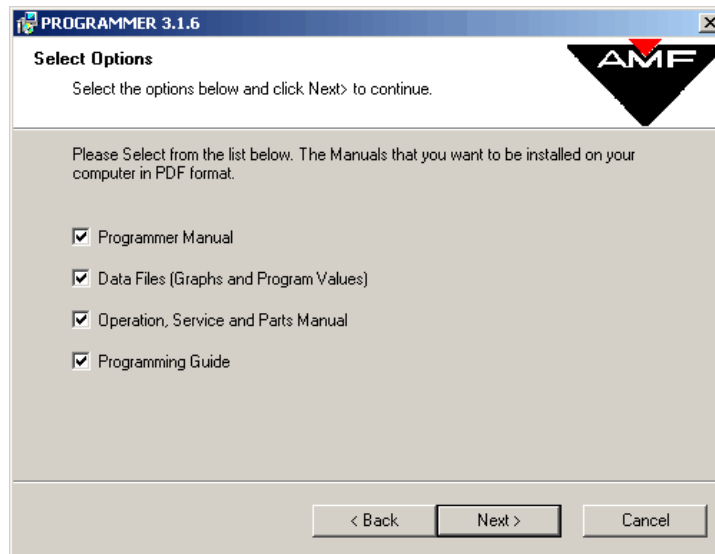 PROGRAMMER 3.1.6
Select Options
Select the options below and click Next> to continue.
AMF
Please Select from the list below. The Manuals that you want to be installed on your
computer in PDF format.
Programmer Manual
Data Files (Graphs and Program Values)
Operation, Service and Parts Manual
Programming Guide
< Back
Next >
Cancel